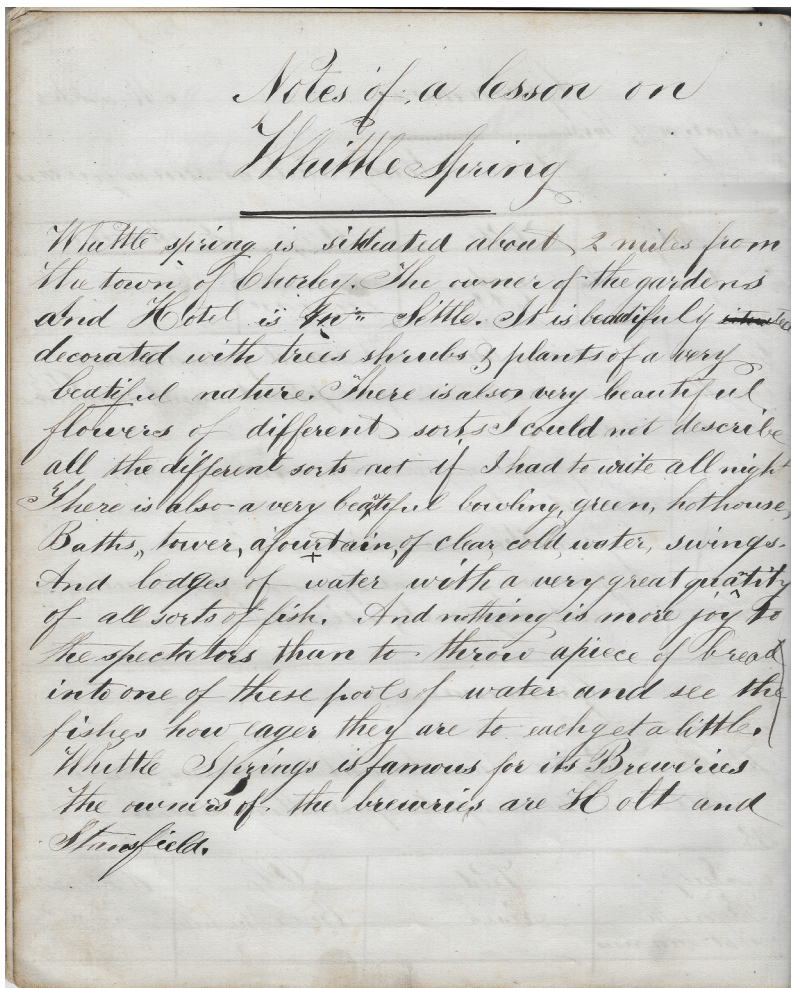 Notes of a lesson on
Whittle Spring
Whittle spring is situated about 2 miles from
the town of Chorley. The owner of the gardens
and Hotel is Settle. It is beautifuly
decorated with trees shrubs & plants of a very
beatiful nature. There is also very beautiful
flowers of different sorts I could not describe
all the different sorts not if I had to write all night
There is also a very beautiful bowling, green, hothouse,
Baths, tower, a fountain, of clear cold water, swings.
And lodges of water with a very great quatity
of all sorts of fish. And nothing is more joy to
the spectators than to throw apiece of bread
into one of these pools of water and see the
fishes how eager they are to each get a little.
Whittle Springs is famous for its Breweries
the owners of the breweries are Holt and
Stansfield.